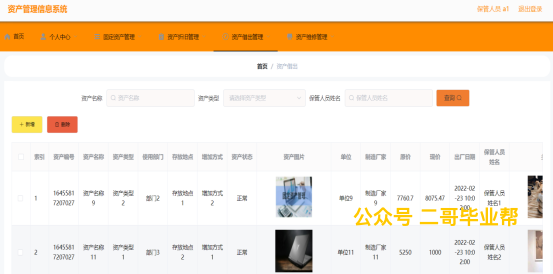 资产管理信息系统
保管人员 a1 退出登录
首页 个人中心 固定资产管理 资产折旧管理 资产借出管理 资产维修管理
首页 / 资产借出
资产名称 资产名称 资产类型 请选择资产类型 保管人员姓名 保管人员姓名 查询
+ 新增 删除
索引 资产编号 资产名称 资产类型 使用部门 存放地点 增加方式 资产状态 资产图片 单位 制造厂家 原价 现价 出厂日期 保管人员姓名
1 16455817207027 资产名称9 资产类型2 部门2 存放地点1 增加方式2 正常 单位9 制造厂家9 7760.7 8075.47 2022-02-23 10:02:00 保管人员姓名1
公众号 二哥毕业帮
2 16455817207027 资产名称11 资产类型1 部门3 存放地点2 增加方式1 正常 单位11 制造厂家11 5250 1000 2022-02-23 10:02:00 保管人员姓名2